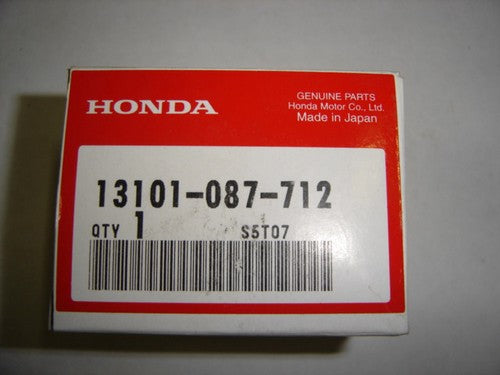 HONDA
GENUINE PARTS
Honda Motor Co., Ltd.
Made in Japan
13101-087-712
QTY 1 S5T07